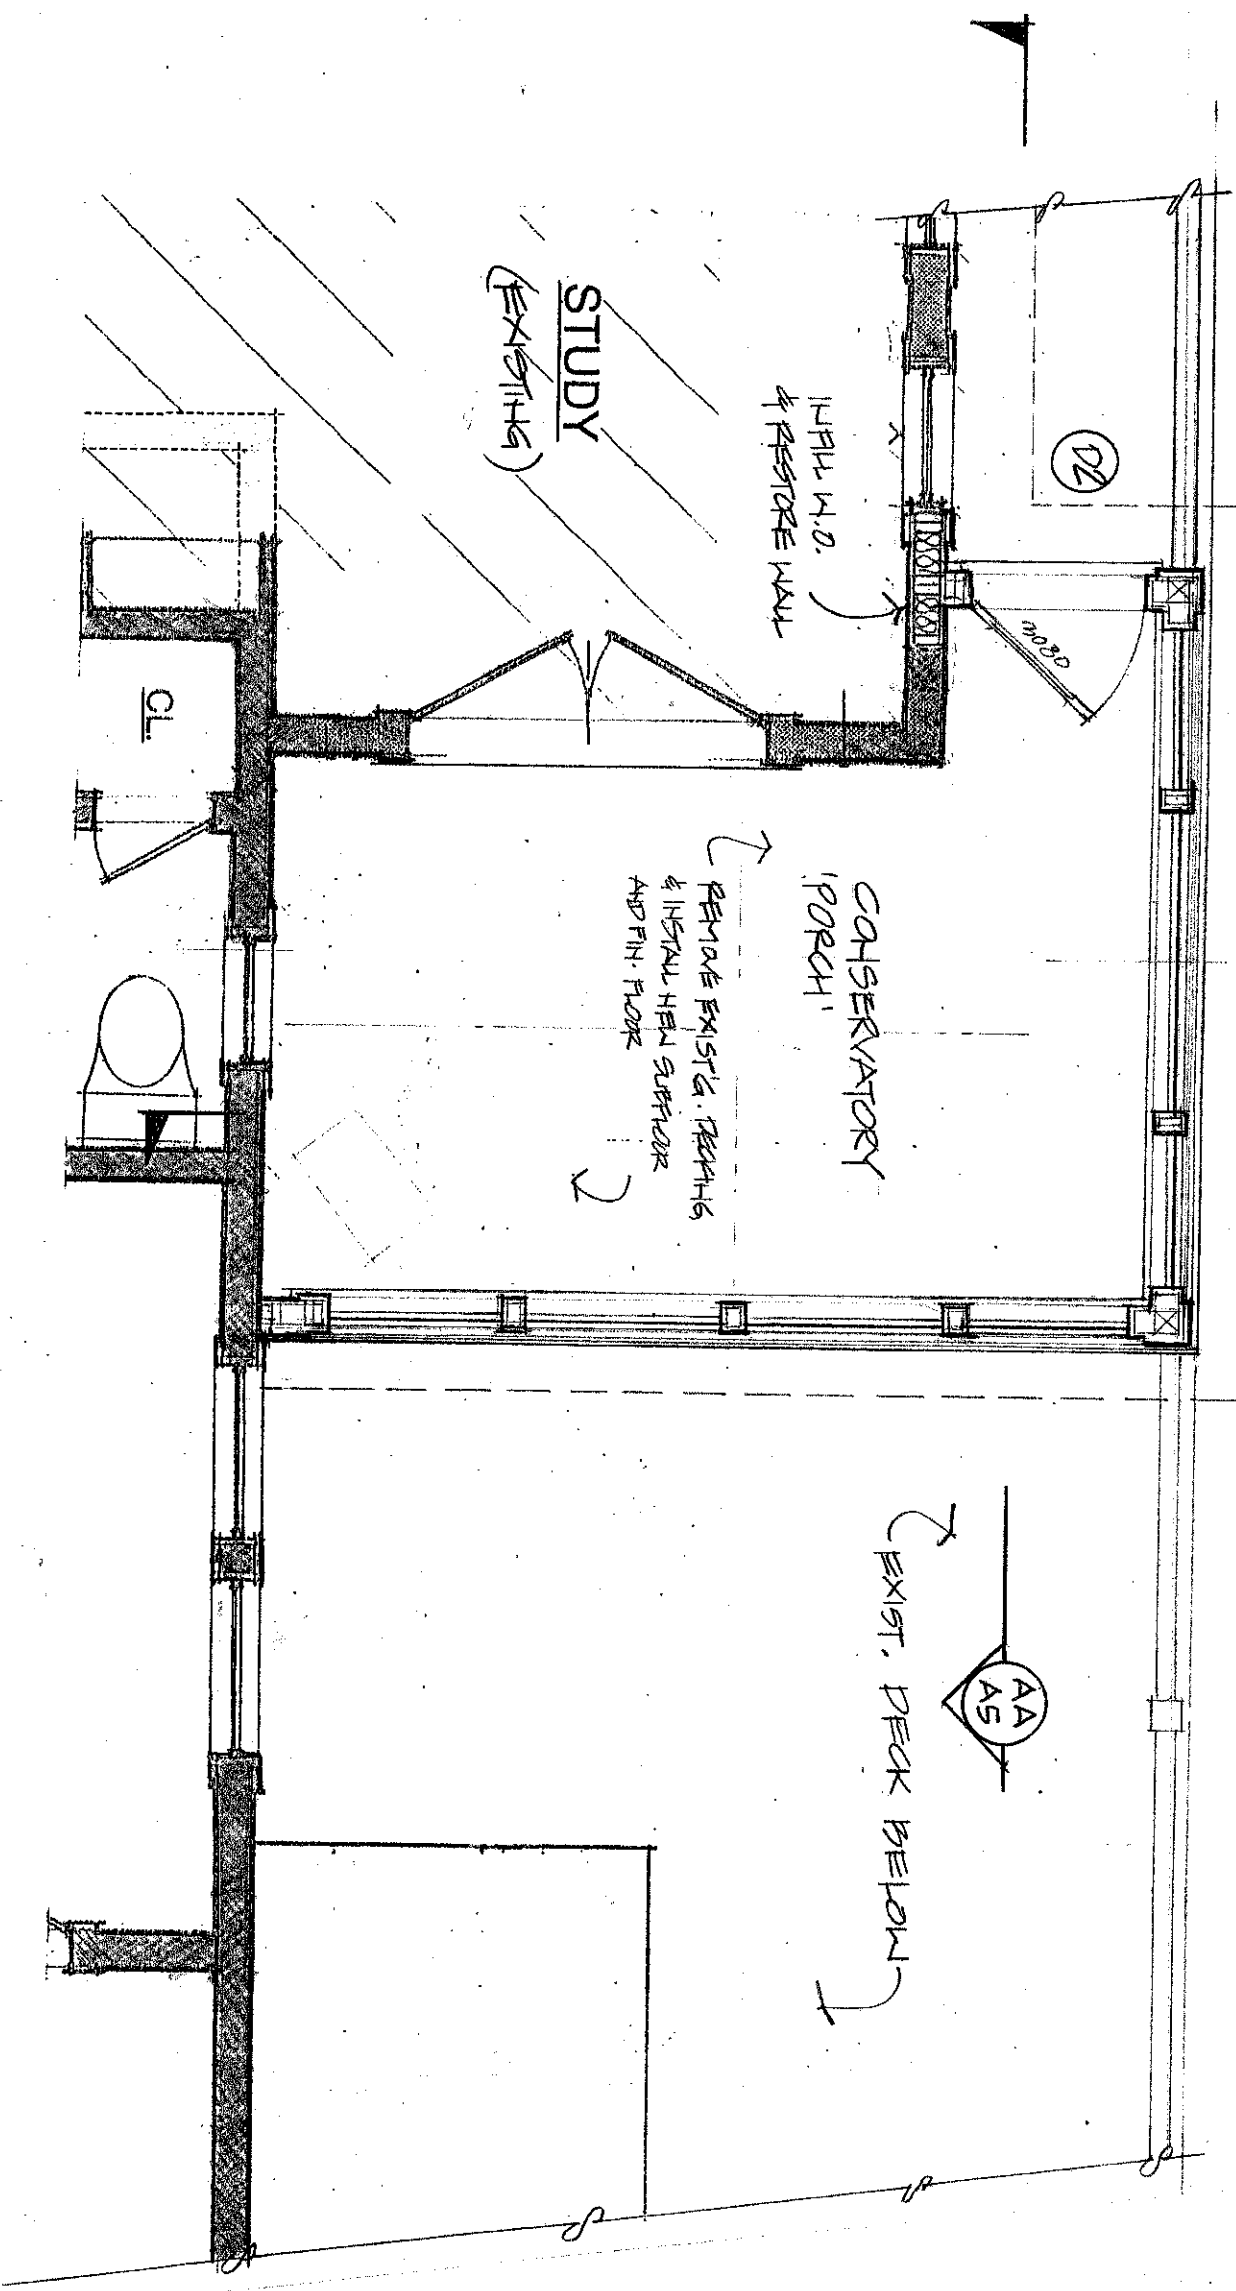 D2
3080
INFILL W.O.
& RESTORE WALL
STUDY
(EXISTING)
CONSERVATORY
'PORCH'
REMOVE EXIST'G. DECKING,
& INSTALL NEW SUBFLOOR
AND FIN. FLOOR
CL.
AA
A5
EXIST. DECK BELOW